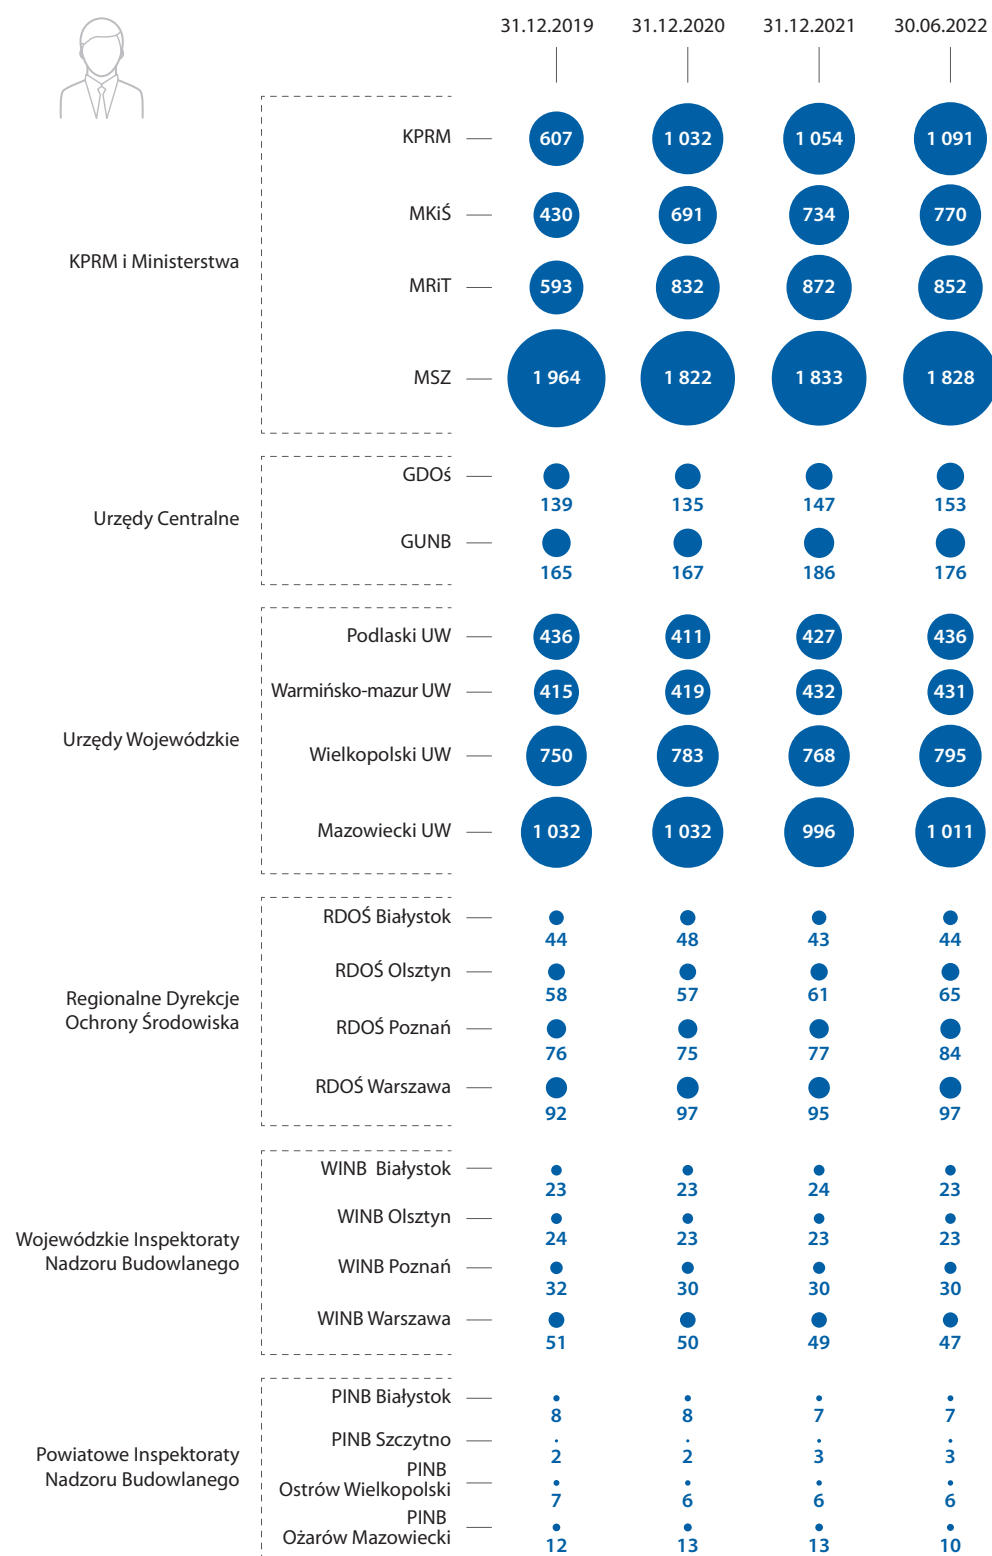 31.12.2019 31.12.2020 31.12.2021 30.06.2022
KPRM i Ministerstwa
KPRM 607 1 032 1 054 1 091
MKiŚ 430 691 734 770
MRiT 593 832 872 852
MSZ 1 964 1 822 1 833 1 828
Urzędy Centralne
GDOś 139 135 147 153
GUNB 165 167 186 176
Urzędy Wojewódzkie
Podlaski UW 436 411 427 436
Warmińsko-mazur UW 415 419 432 431
Wielkopolski UW 750 783 768 795
Mazowiecki UW 1 032 1 032 996 1 011
Regionalne Dyrekcje
Ochrony Środowiska
RDOŚ Białystok 44 48 43 44
RDOŚ Olsztyn 58 57 61 65
RDOŚ Poznań 76 75 77 84
RDOŚ Warszawa 92 97 95 97
Wojewódzkie Inspektoraty
Nadzoru Budowlanego
WINB Białystok 23 23 24 23
WINB Olsztyn 24 23 23 23
WINB Poznań 32 30 30 30
WINB Warszawa 51 50 49 47
Powiatowe Inspektoraty
Nadzoru Budowlanego
PINB Białystok 8 8 7 7
PINB Szczytno 2 2 3 3
PINB
Ostrów Wielkopolski 7 6 6 6
PINB
Ożarów Mazowiecki 12 13 13 10